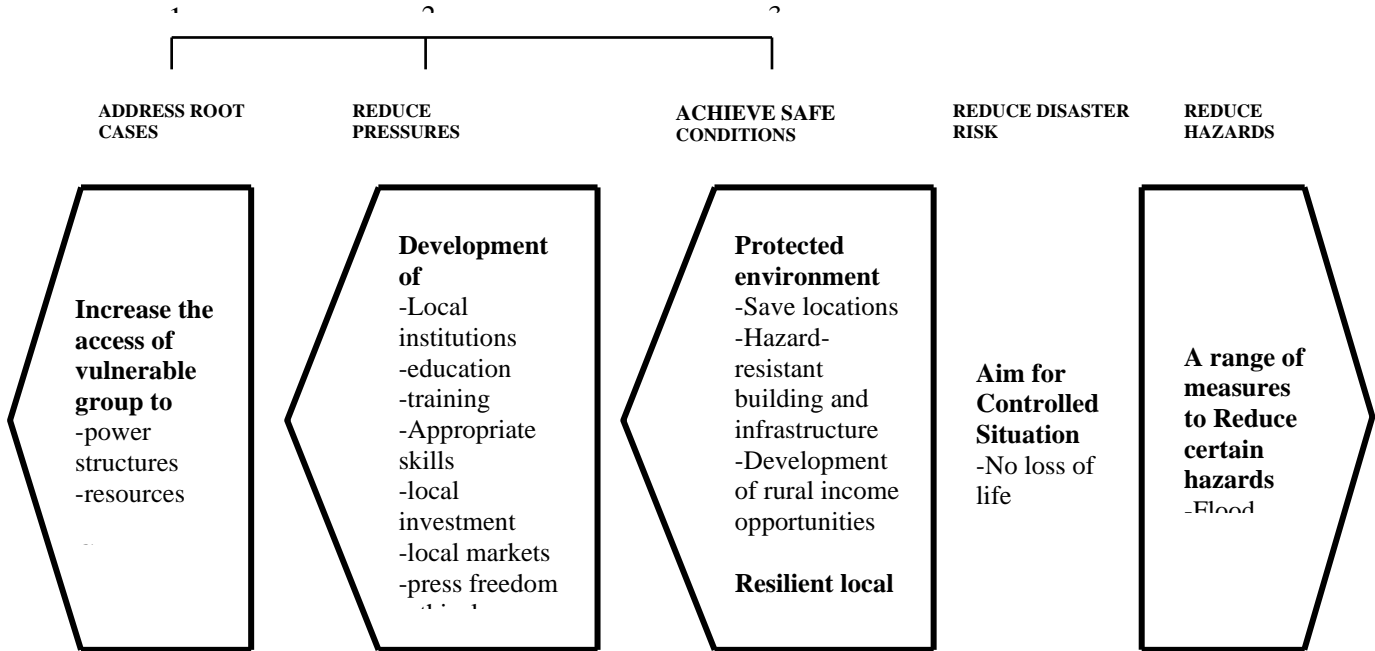 1 2 3
ADDRESS ROOT
CASES
REDUCE
PRESSURES
ACHIEVE SAFE
CONDITIONS
REDUCE DISASTER
RISK
REDUCE
HAZARDS
Increase the
access of
vulnerable
group to
-power
structures
-resources
Development
of
-Local
institutions
-education
-training
-Appropriate
skills
-local
investment
-local markets
-press freedom
Protected
environment
-Save locations
-Hazard-
resistant
building and
infrastructure
-Development
of rural income
opportunities
Resilient local
Aim for
Controlled
Situation
-No loss of
life
A range of
measures
to Reduce
certain
hazards
-Flood